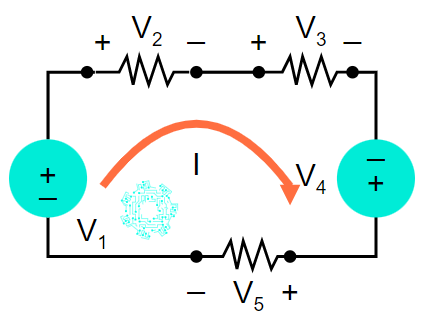 V2
+ – + –
V3
+
–
I
V4
–
+
V1
– V5 +